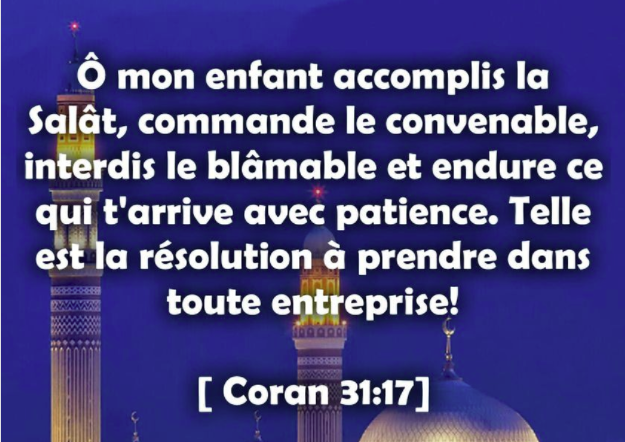 Ô mon enfant accomplis la
Salât, commande le convenable,
interdis le blâmable et endure ce
qui t'arrive avec patience. Telle
est la résolution à prendre dans
toute entreprise!
[ Coran 31:17]